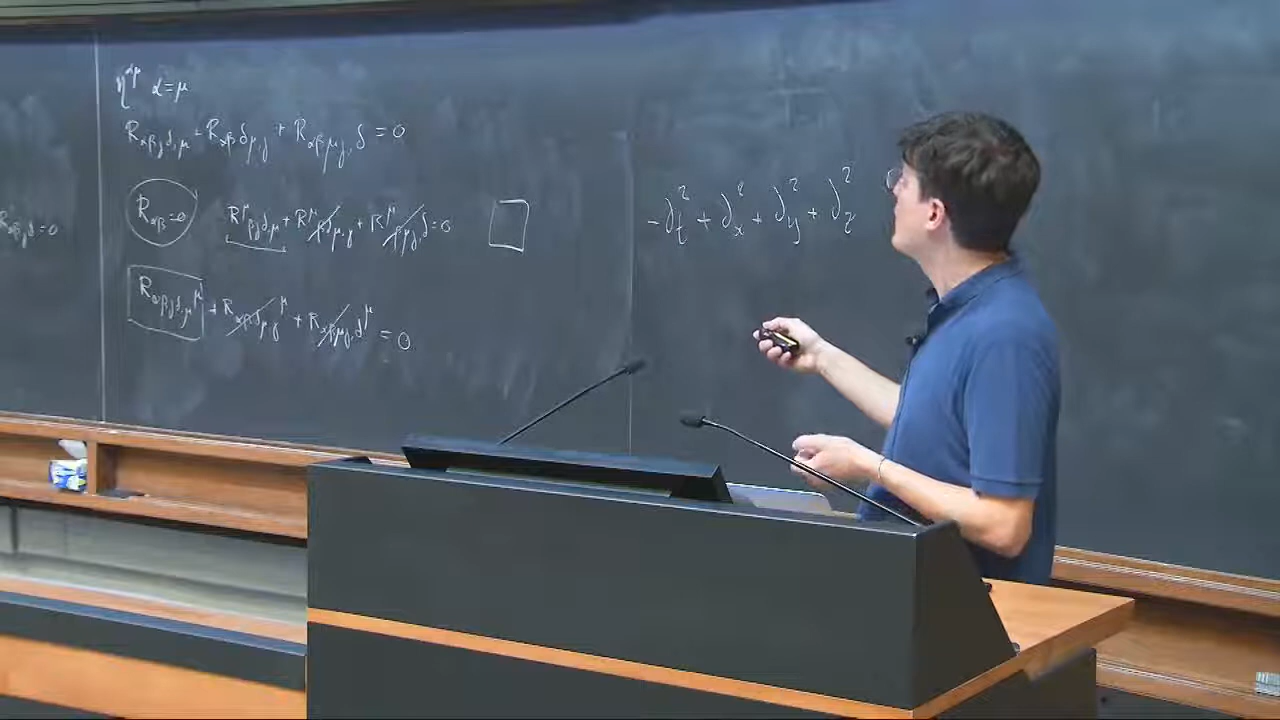 η^{αμ} α=μ
R_{αβγδ,μ} + R_{αβδμ,γ} + R_{αβμγ,δ} = 0
R_{αβγδ}=0
R_{αβ}=0 R^μ_{βγδ,μ} + R^μ_{βδμ,γ} + R^μ_{βμγ,δ}=0
R_{αβγδ,μ}^μ + R_{αβδμ,γ}^μ + R_{αβμγ,δ}^μ = 0
-∂_t^2 + ∂_x^2 + ∂_y^2 + ∂_z^2